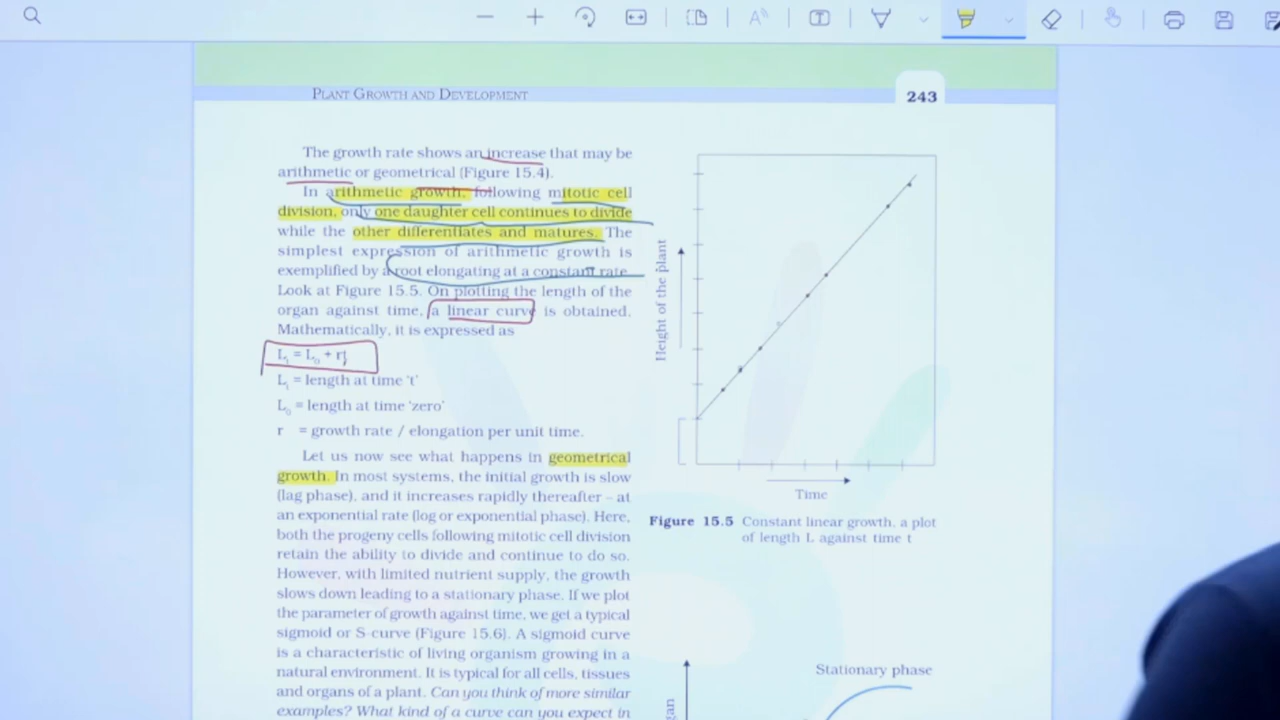 PLANT GROWTH AND DEVELOPMENT
243
The growth rate shows an increase that may be
arithmetic or geometrical (Figure 15.4).
In arithmetic growth, following mitotic cell
division, only one daughter cell continues to divide
while the other differentiates and matures. The
simplest expression of arithmetic growth is
exemplified by a root elongating at a constant rate.
Look at Figure 15.5. On plotting the length of the
organ against time, a linear curve is obtained.
Mathematically, it is expressed as
Lt = L0 + rt
Lt = length at time 't'
L0 = length at time 'zero'
r = growth rate / elongation per unit time.
Let us now see what happens in geometrical
growth. In most systems, the initial growth is slow
(lag phase), and it increases rapidly thereafter – at
an exponential rate (log or exponential phase). Here,
both the progeny cells following mitotic cell division
retain the ability to divide and continue to do so.
However, with limited nutrient supply, the growth
slows down leading to a stationary phase. If we plot
the parameter of growth against time, we get a typical
sigmoid or S-curve (Figure 15.6). A sigmoid curve
is a characteristic of living organism growing in a
natural environment. It is typical for all cells, tissues
and organs of a plant. Can you think of more similar
examples? What kind of a curve can you expect in
Height of the plant
Time
Figure 15.5 Constant linear growth, a plot
of length L against time t
Stationary phase